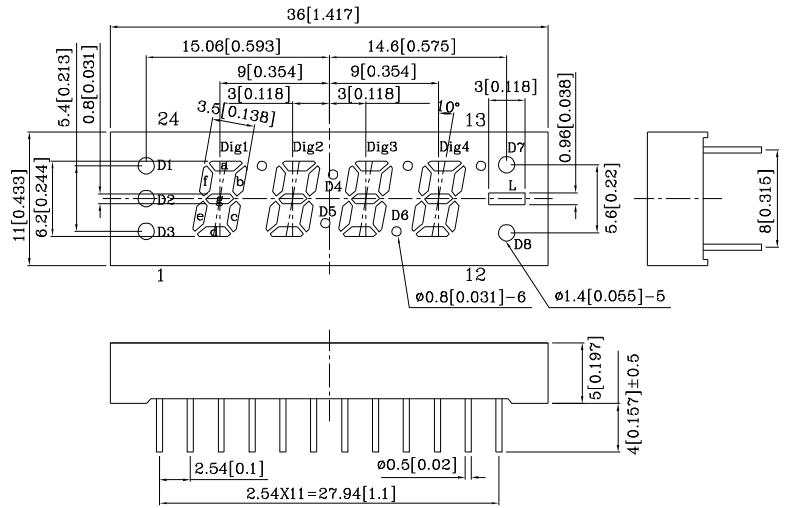 36[1.417]
15.06[0.593]
14.6[0.575]
9[0.354]
9[0.354]
3[0.118]
3[0.118]
3[0.118]
3.5[0.138]
10°
5.4[0.213]
0.8[0.031]
0.96[0.038]
24
13
Dig1
Dig2
Dig3
Dig4
D7
D1
a
f
b
D4
L
D2
g
e
c
D5
D6
D3
d
D8
11[0.433]
6.2[0.244]
5.6[0.22]
8[0.315]
1
12
ø0.8[0.031]-6
ø1.4[0.055]-5
5[0.197]
4[0.157]±0.5
2.54[0.1]
ø0.5[0.02]
2.54X11=27.94[1.1]